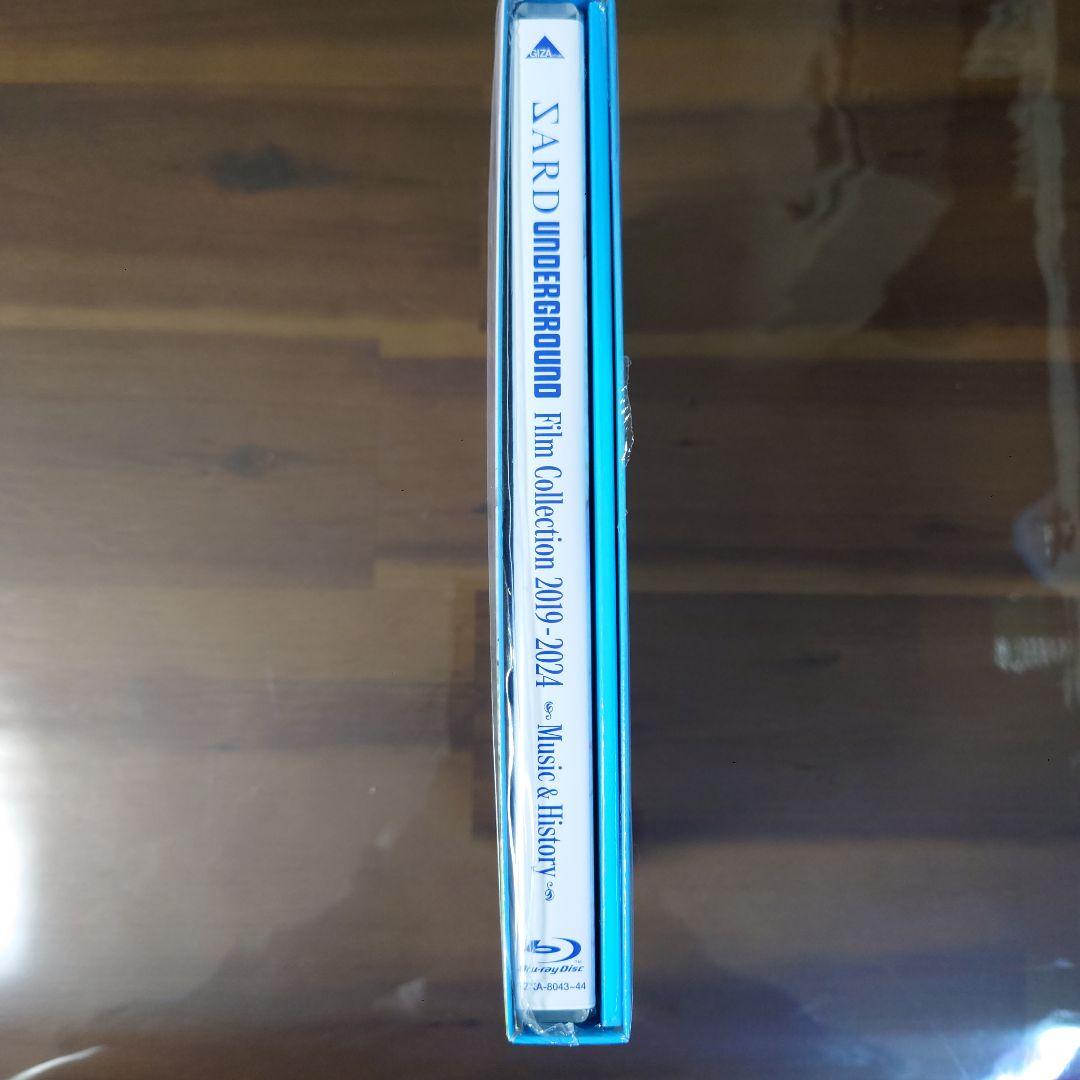 GIZA
SARD UNDERGROUND Film Collection 2019-2024 Music & History
Blu-ray Disc
A-8043~44